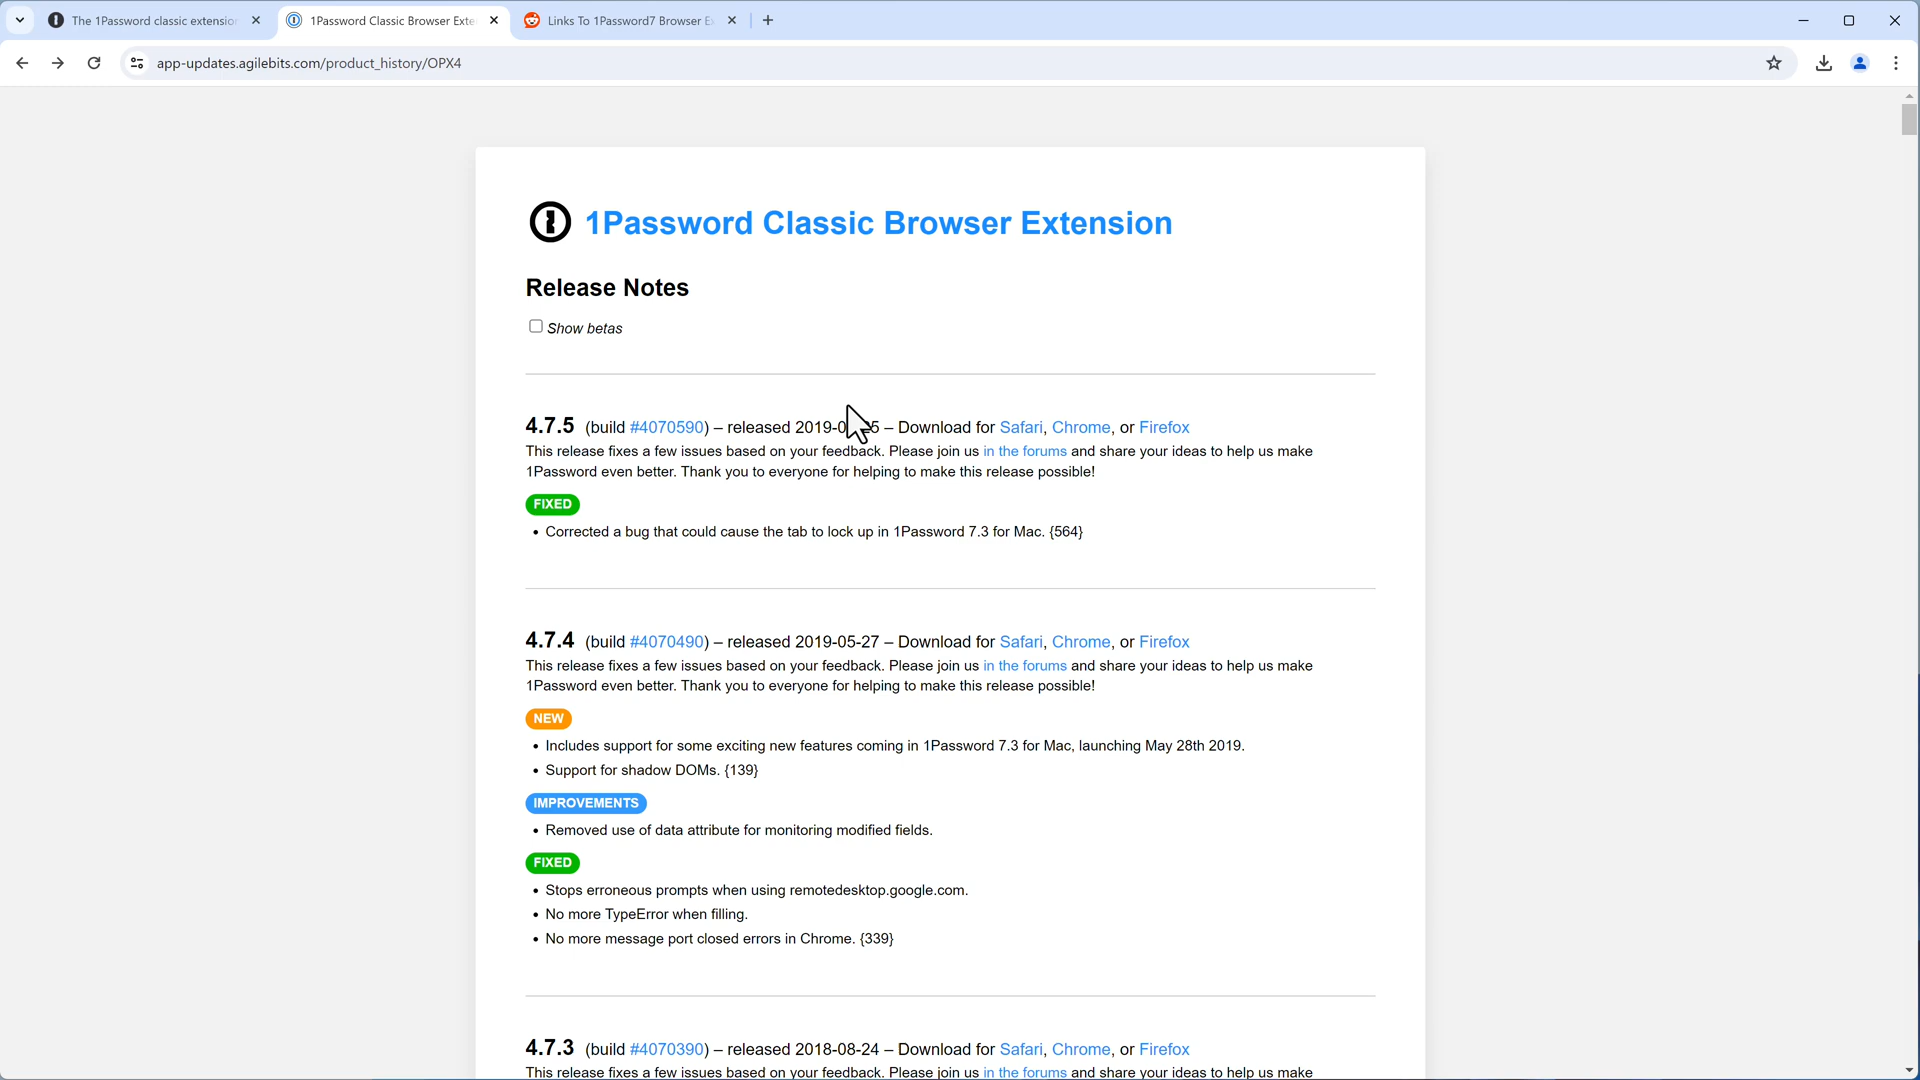 The 1Password classic extension
1Password Classic Browser Exte
Links To 1Password7 Browser E
app-updates.agilebits.com/product_history/OPX4
1Password Classic Browser Extension
Release Notes
Show betas
4.7.5 (build #4070590) – released 2019-0 5 – Download for Safari, Chrome, or Firefox
This release fixes a few issues based on your feedback. Please join us in the forums and share your ideas to help us make
1Password even better. Thank you to everyone for helping to make this release possible!
FIXED
• Corrected a bug that could cause the tab to lock up in 1Password 7.3 for Mac. {564}
4.7.4 (build #4070490) – released 2019-05-27 – Download for Safari, Chrome, or Firefox
This release fixes a few issues based on your feedback. Please join us in the forums and share your ideas to help us make
1Password even better. Thank you to everyone for helping to make this release possible!
NEW
• Includes support for some exciting new features coming in 1Password 7.3 for Mac, launching May 28th 2019.
• Support for shadow DOMs. {139}
IMPROVEMENTS
• Removed use of data attribute for monitoring modified fields.
FIXED
• Stops erroneous prompts when using remotedesktop.google.com.
• No more TypeError when filling.
• No more message port closed errors in Chrome. {339}
4.7.3 (build #4070390) – released 2018-08-24 – Download for Safari, Chrome, or Firefox
This release fixes a few issues based on your feedback. Please join us in the forums and share your ideas to help us make